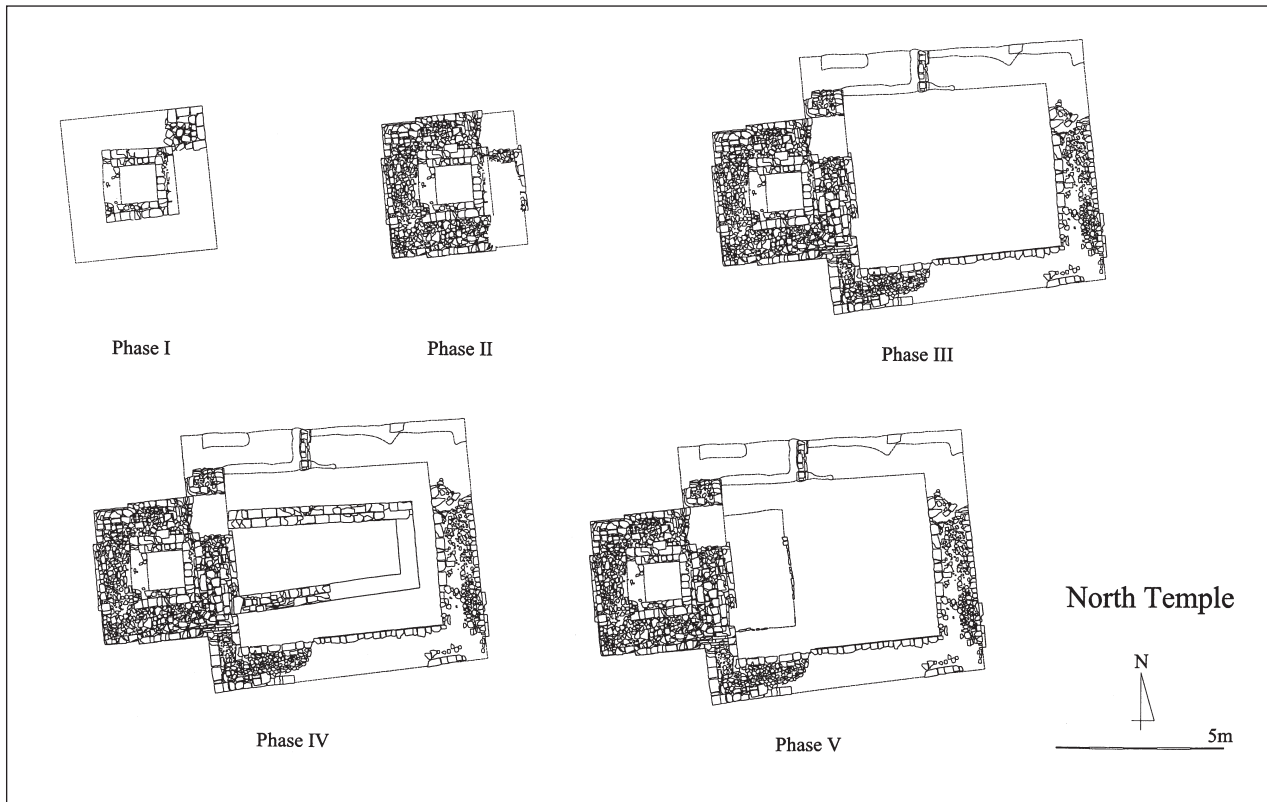 Phase I
Phase II
Phase III
Phase IV
Phase V
North Temple
N
5m